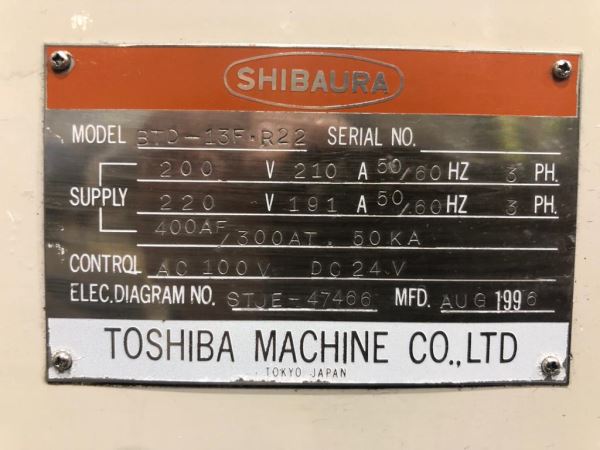 SHIBAURA
MODEL BTD-13F·R22 SERIAL NO.
200 V 210 A 50/60 HZ 3 PH.
SUPPLY
220 V 191 A 50/60 HZ 3 PH.
400AF/300AT. 50KA
CONTROL AC 100V DC 24V
ELEC.DIAGRAM NO. STJE-47466 MFD. AUG 1996
TOSHIBA MACHINE CO.,LTD
TOKYO JAPAN